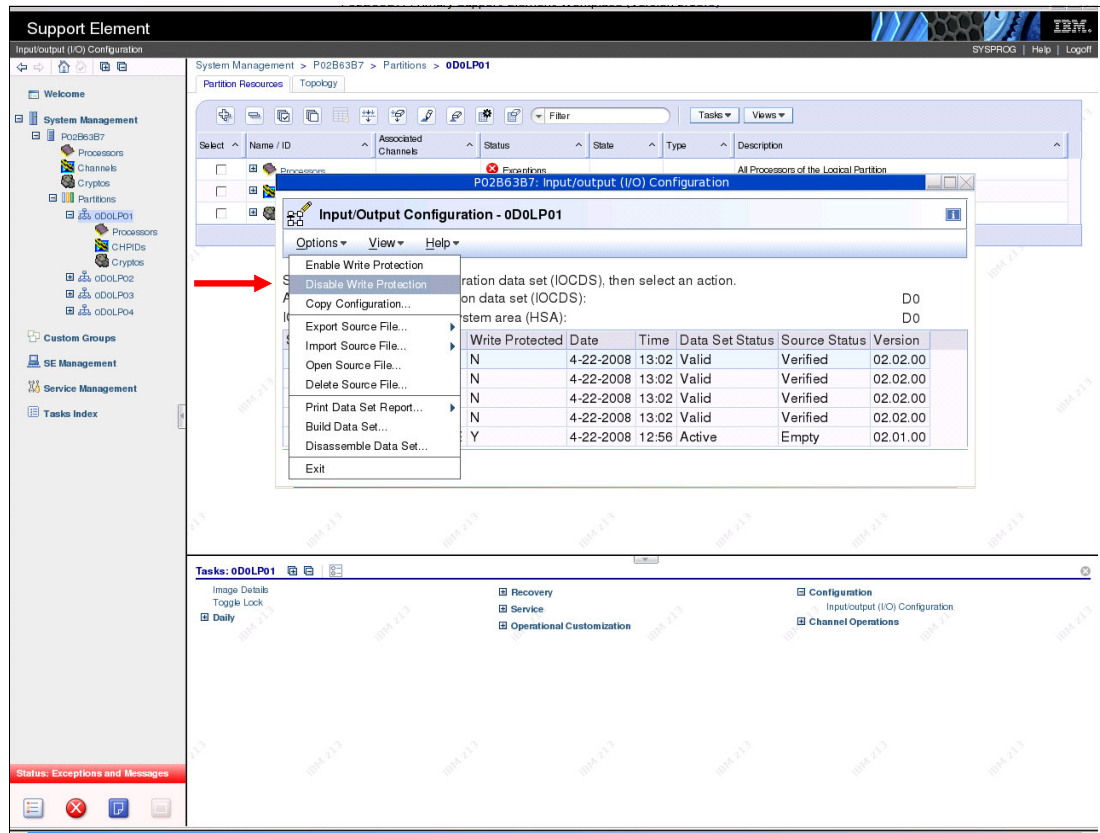 Support Element
IBM.
Input/output (I/O) Configuration
SYSPROG | Help | Logoff
System Management > P02B63B7 > Partitions > 0D0LP01
Partition Resources Topology
Welcome
System Management
P02B63B7
Processors
Channels
Cryptos
Partitions
0D0LP01
Processors
CHPIDs
Cryptos
0D0LP02
0D0LP03
0D0LP04
Custom Groups
SE Management
Service Management
Tasks Index
Status: Exceptions and Messages
Filter Tasks Views
Select Name / ID Associated Channels Status State Type Description
Processors Exceptions All Processors of the Logical Partition
P02B63B7: Input/output (I/O) Configuration
Input/Output Configuration - 0D0LP01
Options View Help
Enable Write Protection
Disable Write Protection
Copy Configuration...
Export Source File...
Import Source File...
Open Source File...
Delete Source File...
Print Data Set Report...
Build Data Set...
Disassemble Data Set...
Exit
ration data set (IOCDS), then select an action.
on data set (IOCDS): D0
stem area (HSA): D0
Write Protected Date Time Data Set Status Source Status Version
N 4-22-2008 13:02 Valid Verified 02.02.00
N 4-22-2008 13:02 Valid Verified 02.02.00
N 4-22-2008 13:02 Valid Verified 02.02.00
N 4-22-2008 13:02 Valid Verified 02.02.00
Y 4-22-2008 12:56 Active Empty 02.01.00
Tasks: 0D0LP01
Image Details
Toggle Lock
Daily
Recovery
Service
Operational Customization
Configuration
Input/output (I/O) Configuration
Channel Operations
IBM 213